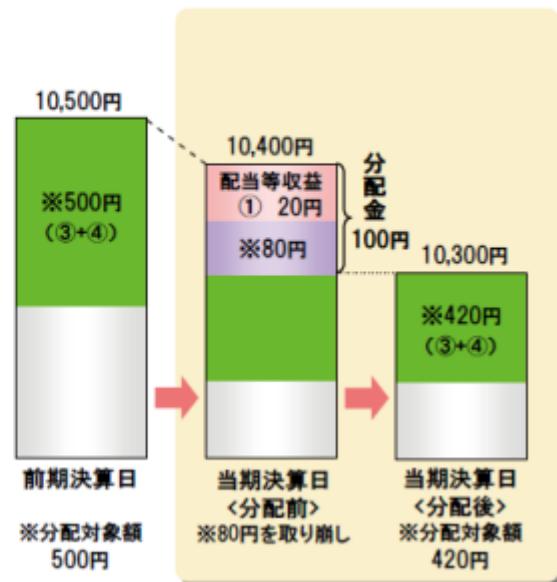 10,500円
※500円
(③+④)
前期決算日
※分配対象額
500円
10,400円
配当等収益
① 20円
※80円
分配金
100円
当期決算日
<分配前>
※80円を取り崩し
10,300円
※420円
(③+④)
当期決算日
<分配後>
※分配対象額
420円